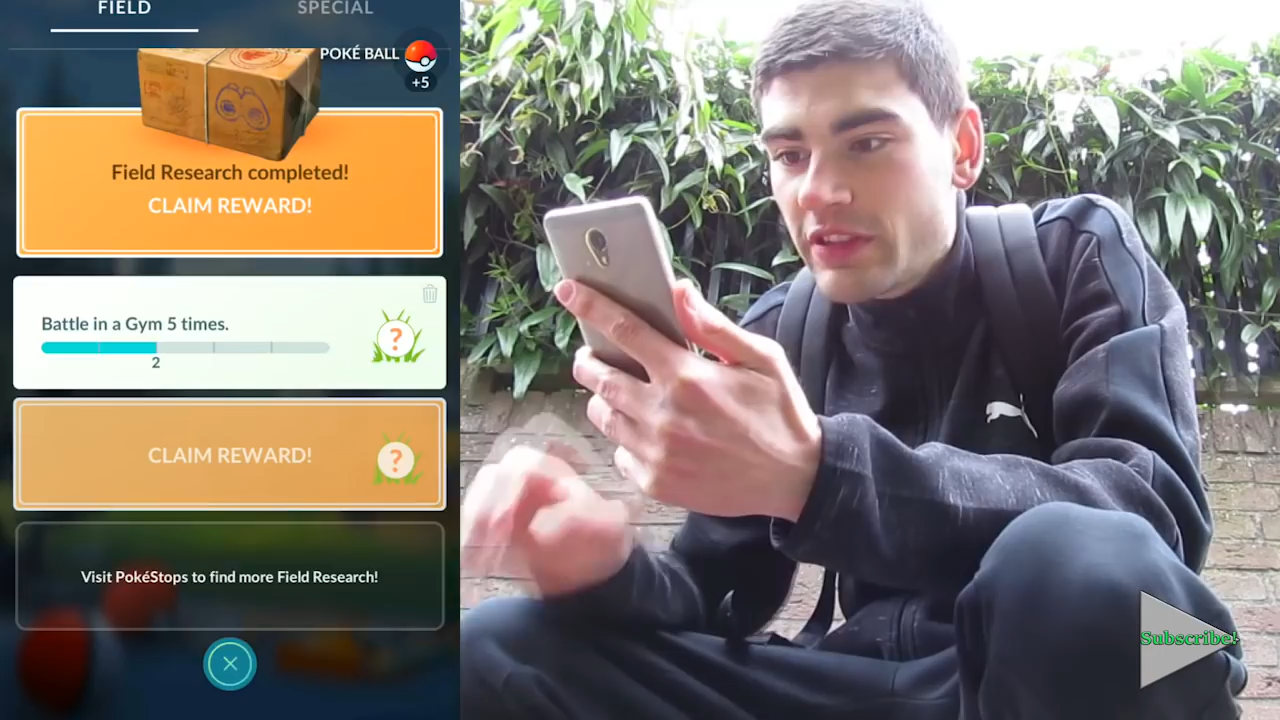 FIELD
SPECIAL
POKÉ BALL
+5
Field Research completed!
CLAIM REWARD!
Battle in a Gym 5 times.
?
2
CLAIM REWARD!
?
Visit PokéStops to find more Field Research!
Subscribe!